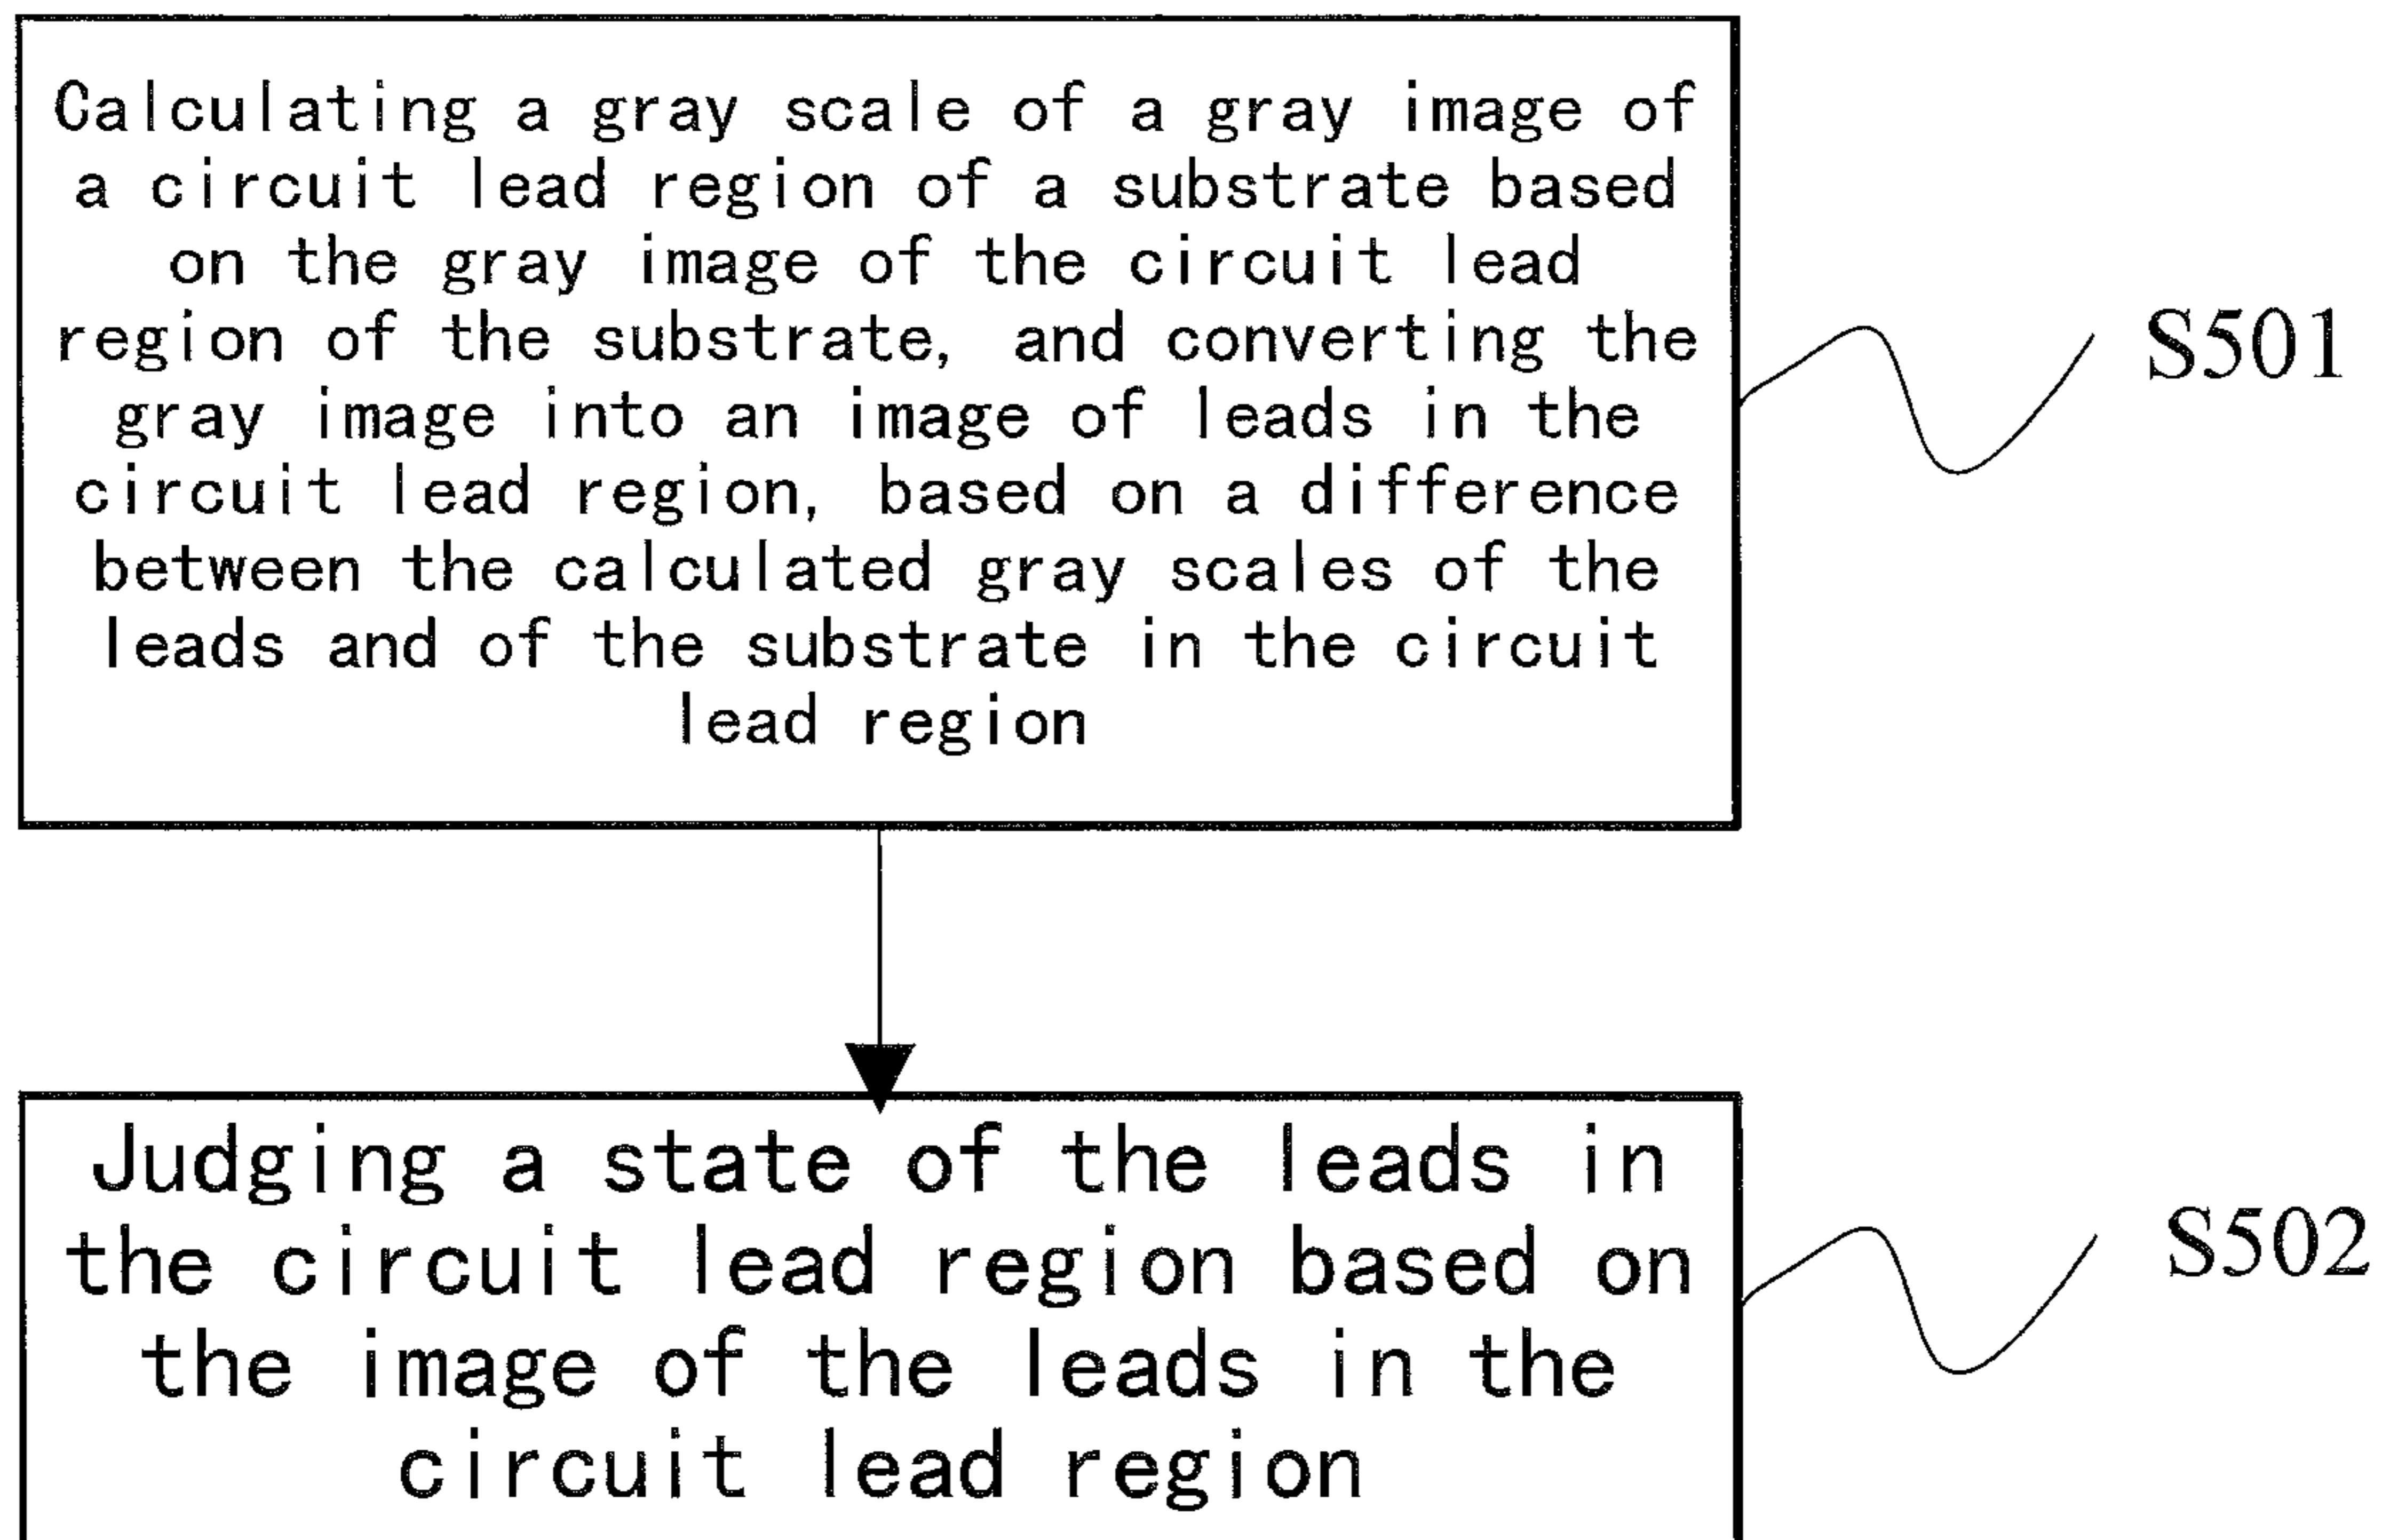 Calculating a gray scale of a gray image of
a circuit lead region of a substrate based
on the gray image of the circuit lead
region of the substrate, and converting the
gray image into an image of leads in the
circuit lead region, based on a difference
between the calculated gray scales of the
leads and of the substrate in the circuit
lead region
S501
Judging a state of the leads in
the circuit lead region based on
the image of the leads in the
circuit lead region
S502